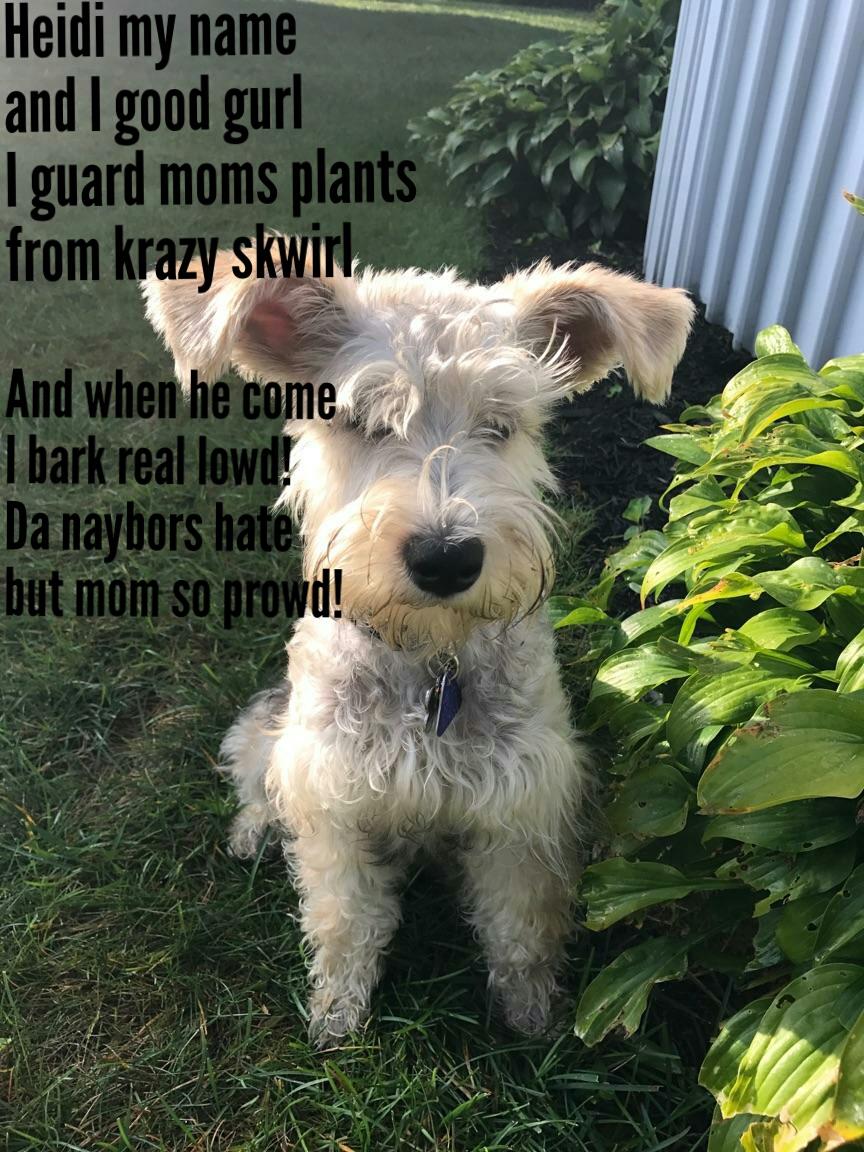 Heidi my name
and I good gurl
I guard moms plants
from krazy skwirl
And when he come
I bark real lowd!
Da naybors hate
but mom so prowd!